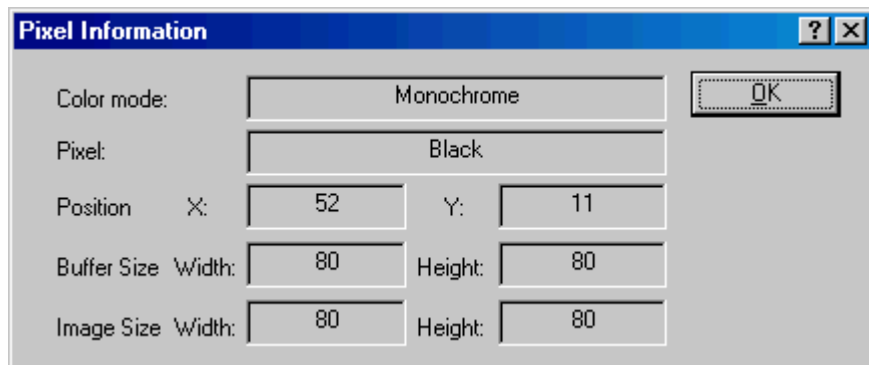 Pixel Information ? X
Color mode: Monochrome OK
Pixel: Black
Position X: 52 Y: 11
Buffer Size Width: 80 Height: 80
Image Size Width: 80 Height: 80